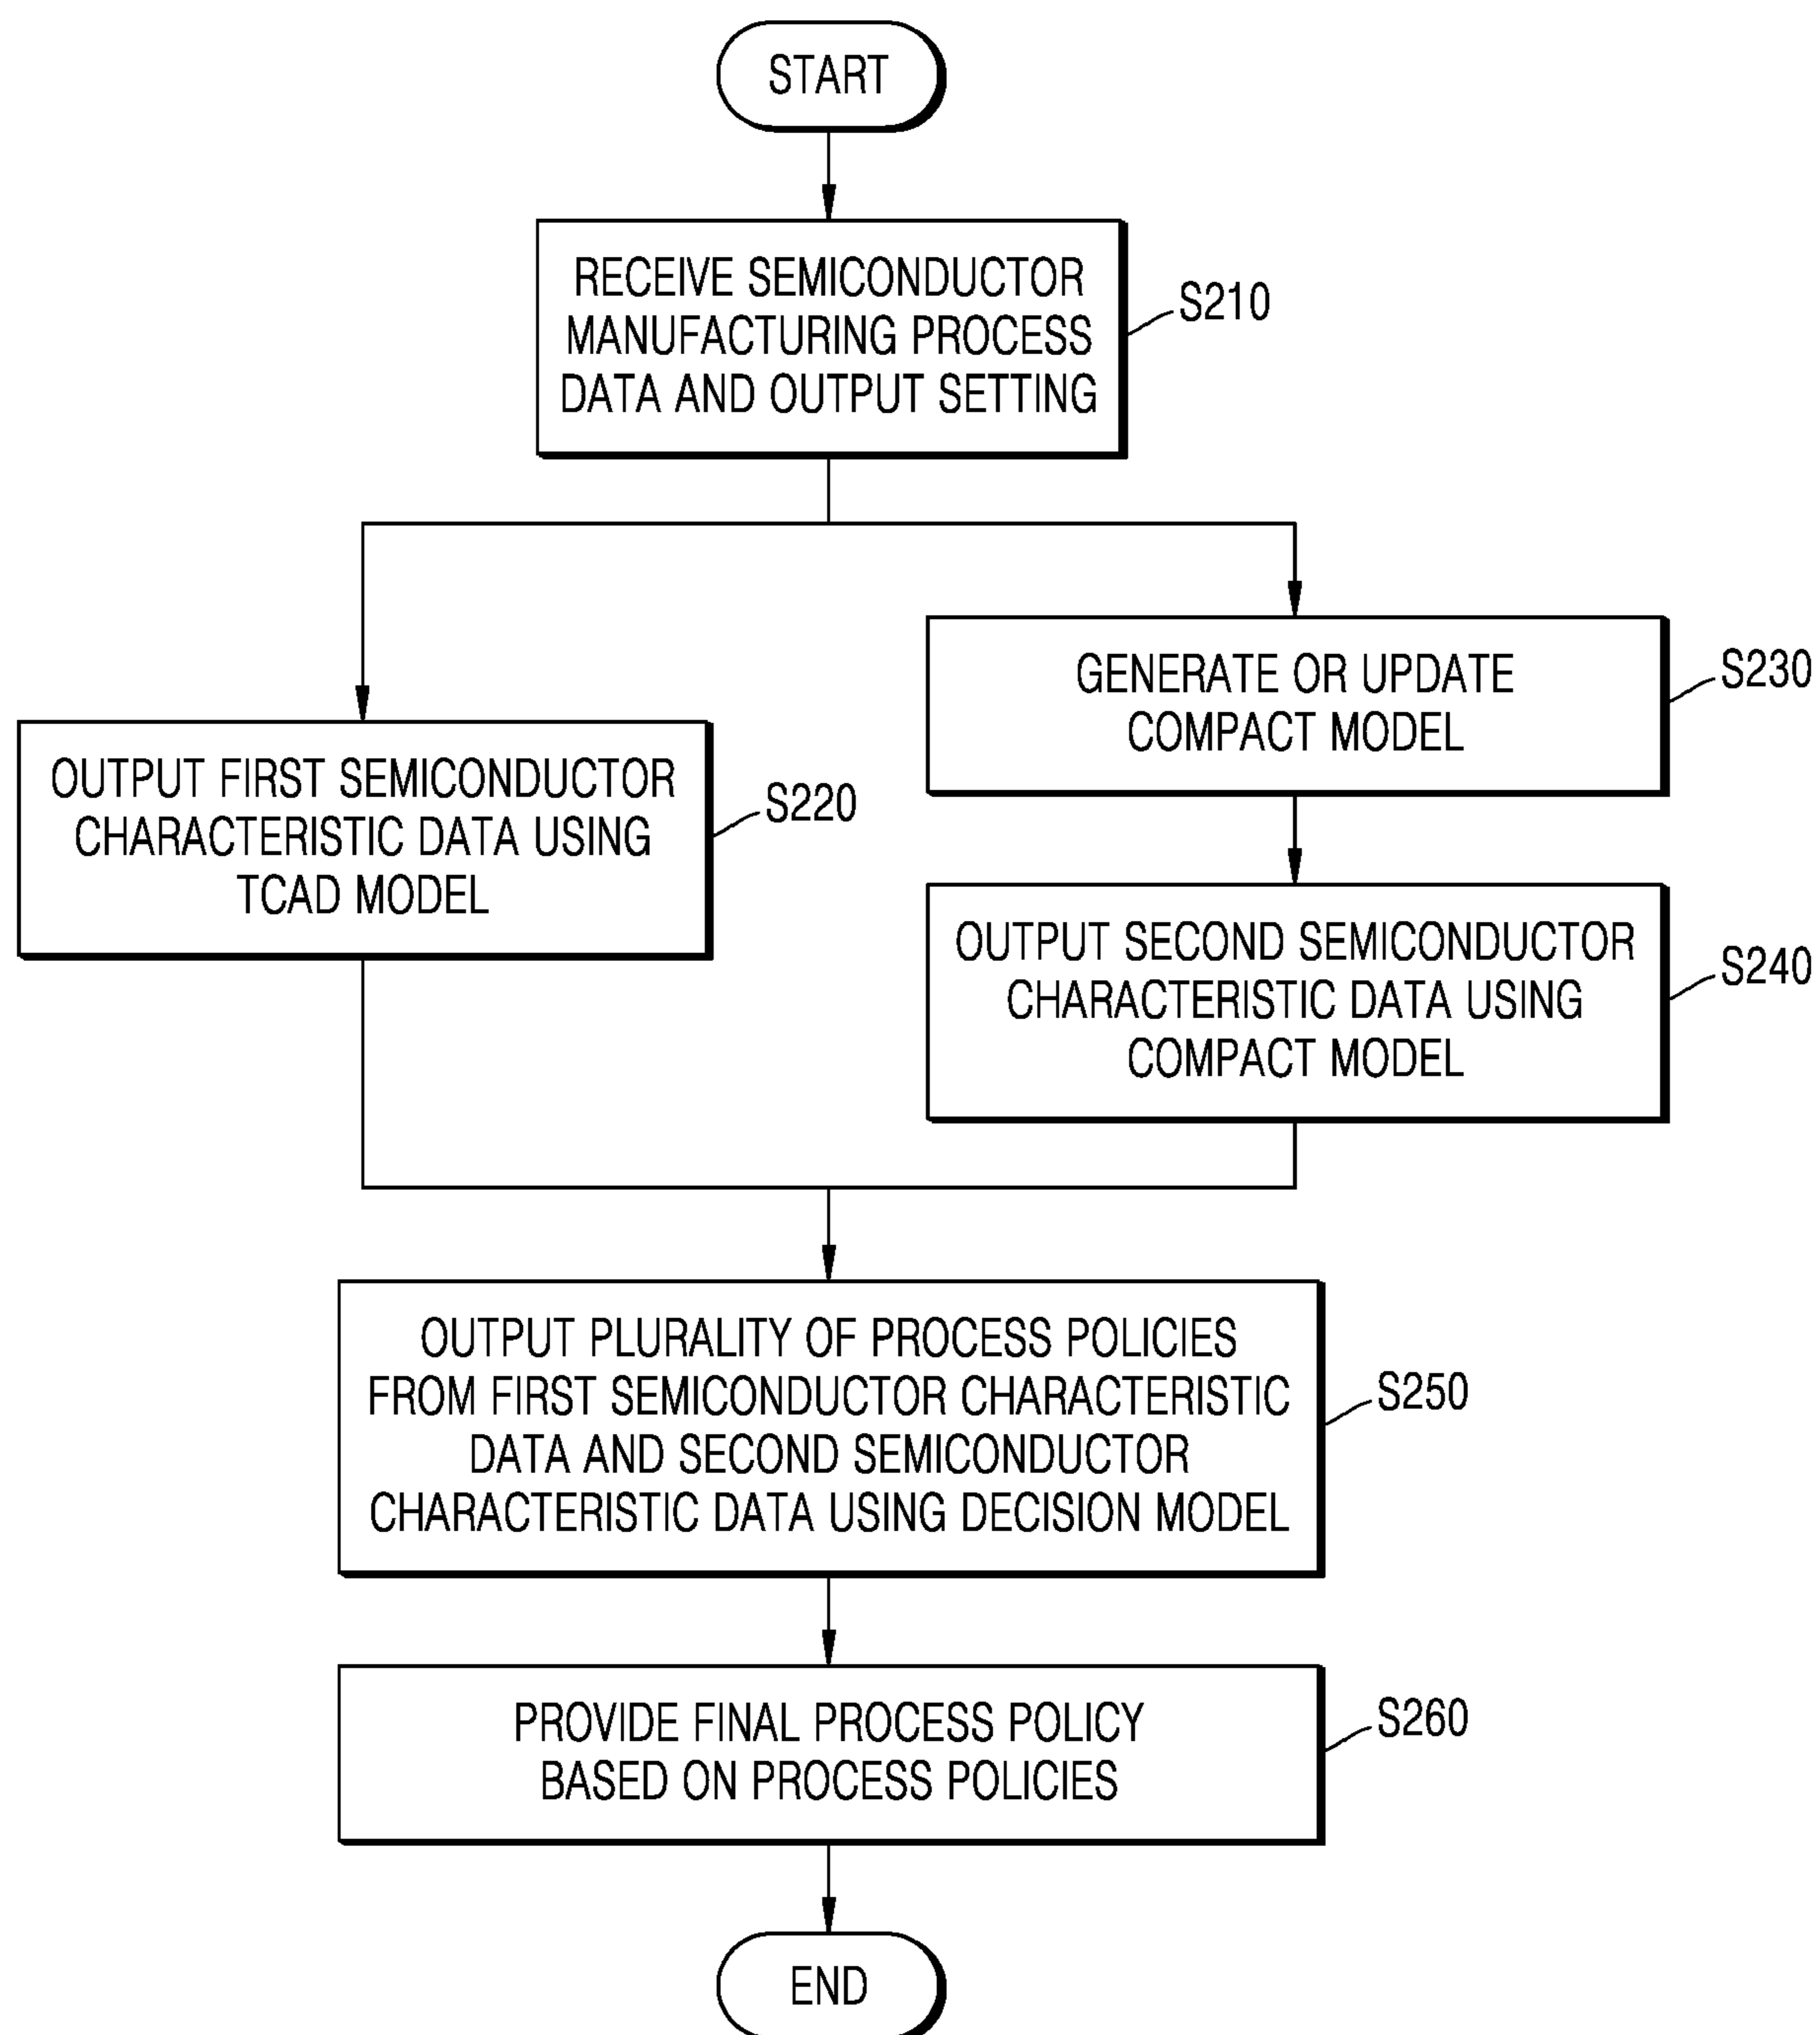 START
RECEIVE SEMICONDUCTOR
MANUFACTURING PROCESS
DATA AND OUTPUT SETTING
S210
OUTPUT FIRST SEMICONDUCTOR
CHARACTERISTIC DATA USING
TCAD MODEL
S220
GENERATE OR UPDATE
COMPACT MODEL
S230
OUTPUT SECOND SEMICONDUCTOR
CHARACTERISTIC DATA USING
COMPACT MODEL
S240
OUTPUT PLURALITY OF PROCESS POLICIES
FROM FIRST SEMICONDUCTOR CHARACTERISTIC
DATA AND SECOND SEMICONDUCTOR
CHARACTERISTIC DATA USING DECISION MODEL
S250
PROVIDE FINAL PROCESS POLICY
BASED ON PROCESS POLICIES
S260
END